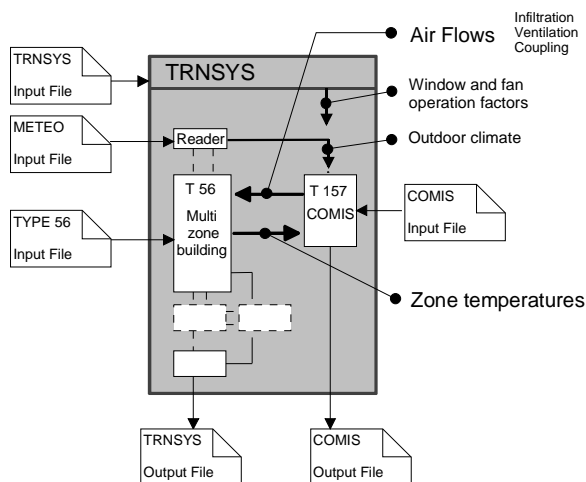 Infiltration
Air Flows
Ventilation
Coupling
TRNSYS
Input File
TRNSYS
Window and fan
operation factors
METEO
Input File
Reader
Outdoor climate
T 56
Multi
zone
building
T 157
COMIS
COMIS
Input File
TYPE 56
Input File
Zone temperatures
TRNSYS
Output File
COMIS
Output File